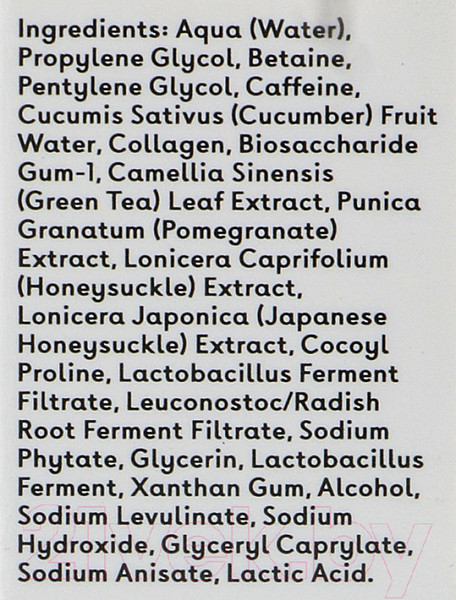 Ingredients: Aqua (Water),
Propylene Glycol, Betaine,
Pentylene Glycol, Caffeine,
Cucumis Sativus (Cucumber) Fruit
Water, Collagen, Biosaccharide
Gum-1, Camellia Sinensis
(Green Tea) Leaf Extract, Punica
Granatum (Pomegranate)
Extract, Lonicera Caprifolium
(Honeysuckle) Extract,
Lonicera Japonica (Japanese
Honeysuckle) Extract, Cocoyl
Proline, Lactobacillus Ferment
Filtrate, Leuconostoc/Radish
Root Ferment Filtrate, Sodium
Phytate, Glycerin, Lactobacillus
Ferment, Xanthan Gum, Alcohol,
Sodium Levulinate, Sodium
Hydroxide, Glyceryl Caprylate,
Sodium Anisate, Lactic Acid.
21vek.by